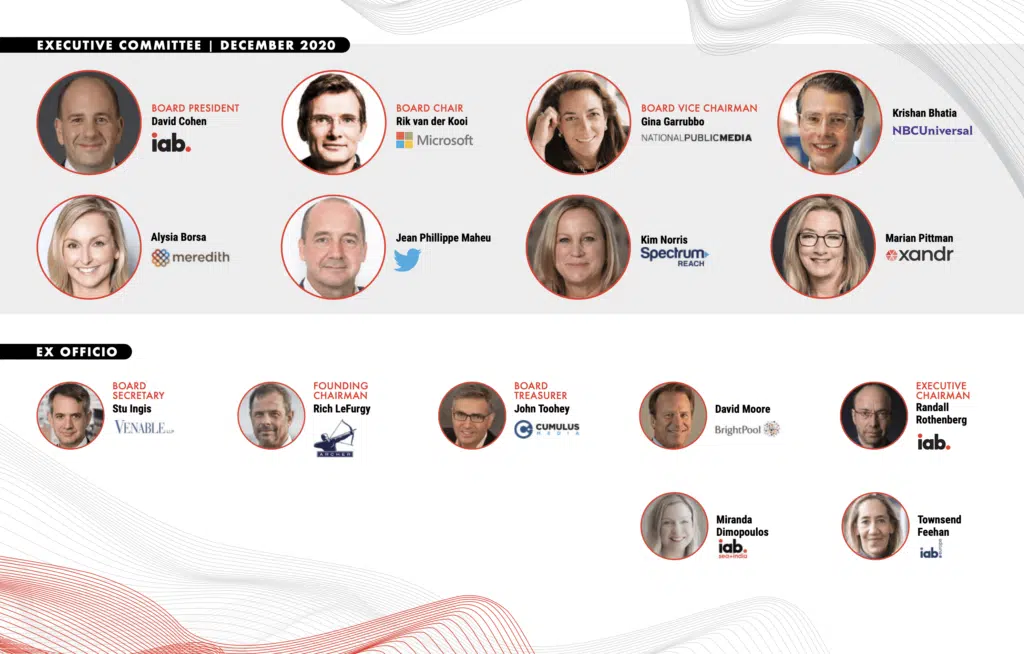 EXECUTIVE COMMITTEE | DECEMBER 2020
BOARD PRESIDENT
David Cohen
iab.
BOARD CHAIR
Rik van der Kooi
Microsoft
BOARD VICE CHAIRMAN
Gina Garrubbo
NATIONALPUBLICMEDIA
Krishan Bhatia
NBCUniversal
Alysia Borsa
meredith
Jean Phillippe Maheu
Kim Norris
Spectrum
REACH
Marian Pittman
xandr
EX OFFICIO
BOARD
SECRETARY
Stu Ingis
VENABLE LLP
FOUNDING
CHAIRMAN
Rich LeFurgy
ARCHER
BOARD
TREASURER
John Toohey
CUMULUS
MEDIA
David Moore
BrightPool
EXECUTIVE
CHAIRMAN
Randall
Rothenberg
iab.
Miranda
Dimopoulos
iab.
sea+india
Townsend
Feehan
iab.
europe